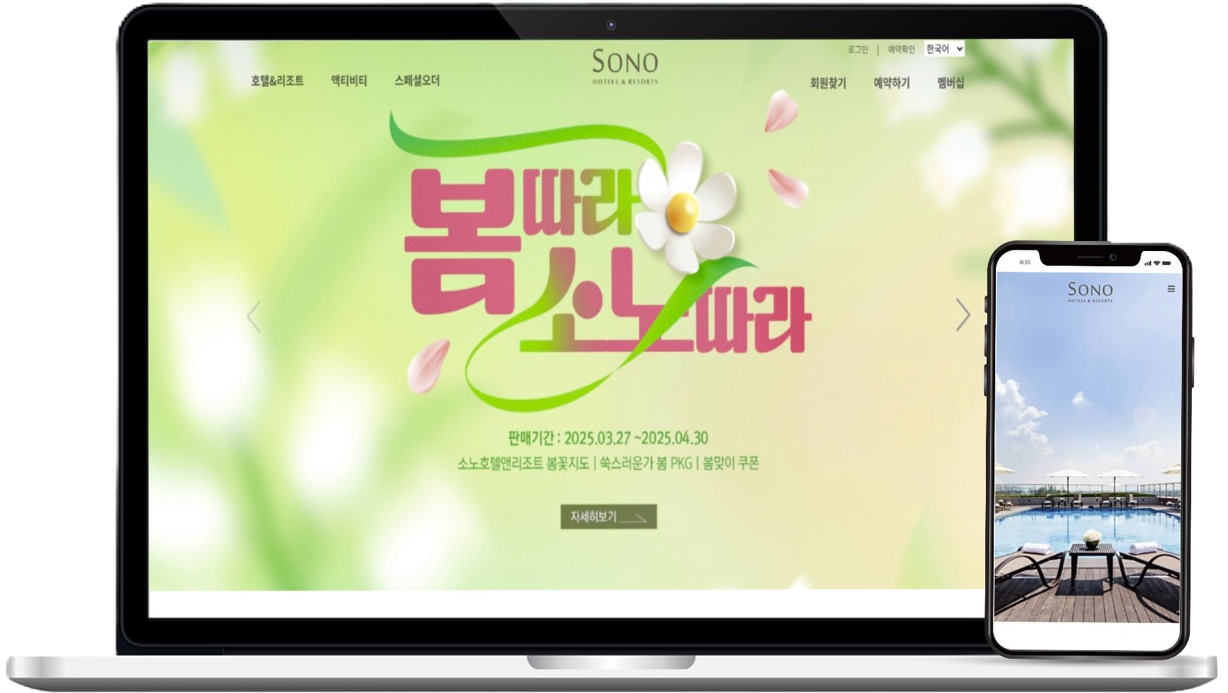 로그인 | 예약확인 한국어
SONO
HOTELS & RESORTS
호텔&리조트 액티비티 스페셜오더
회원찾기 예약하기 멤버십
봄따라
소노따라
판매기간 : 2025.03.27 ~2025.04.30
소노호텔앤리조트 봄꽃지도 | 쑥스러운가 봄 PKG | 봄맞이 쿠폰
자세히보기
SONO
HOTELS & RESORTS